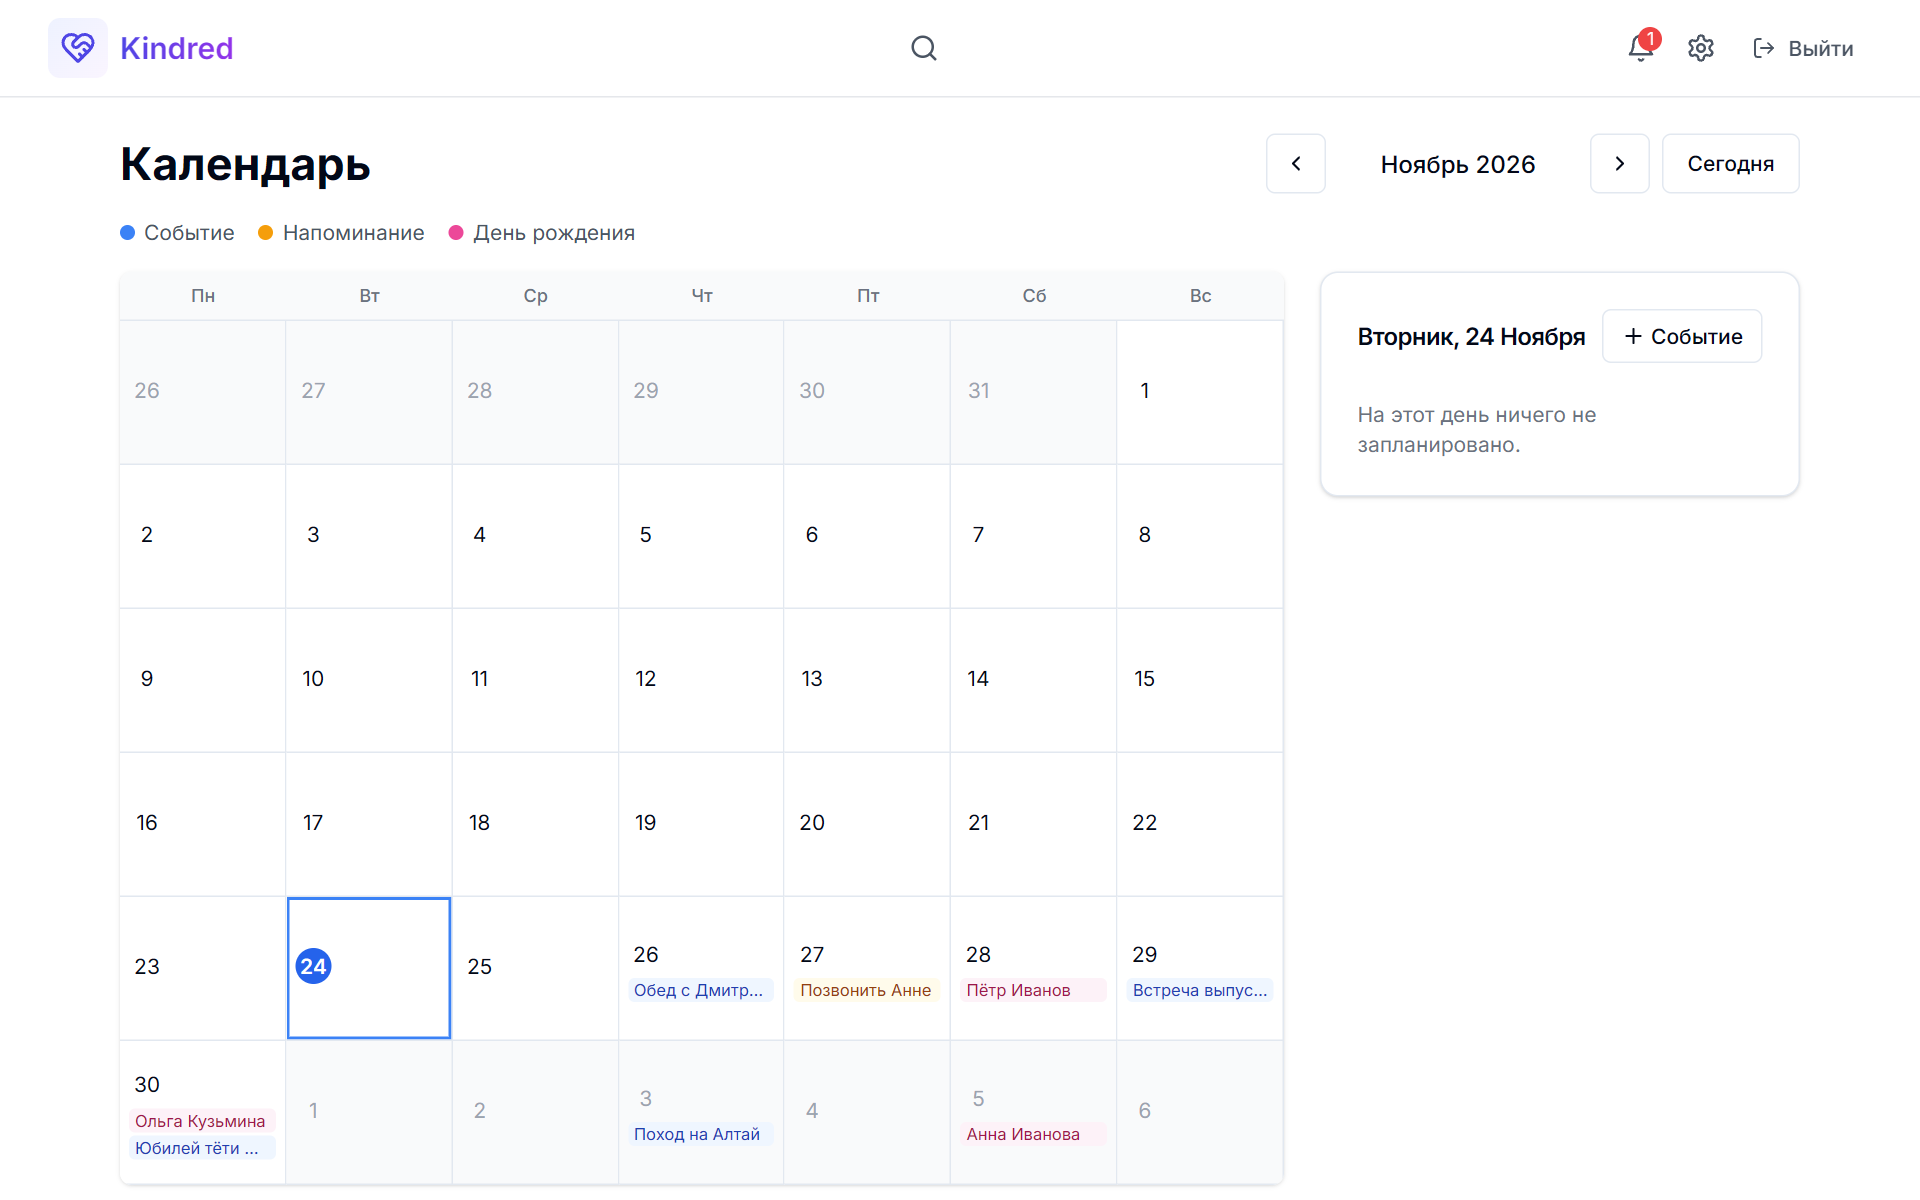 Kindred
1
Выйти
Календарь
Ноябрь 2026
Сегодня
Событие
Напоминание
День рождения
Пн Вт Ср Чт Пт Сб Вс
26 27 28 29 30 31 1
2 3 4 5 6 7 8
9 10 11 12 13 14 15
16 17 18 19 20 21 22
23 24 25 26 27 28 29
Обед с Дмитр...
Позвонить Анне
Пётр Иванов
Встреча выпус...
30 1 2 3 4 5 6
Ольга Кузьмина
Юбилей тёти ...
Поход на Алтай
Анна Иванова
Вторник, 24 Ноября
+ Событие
На этот день ничего не
запланировано.